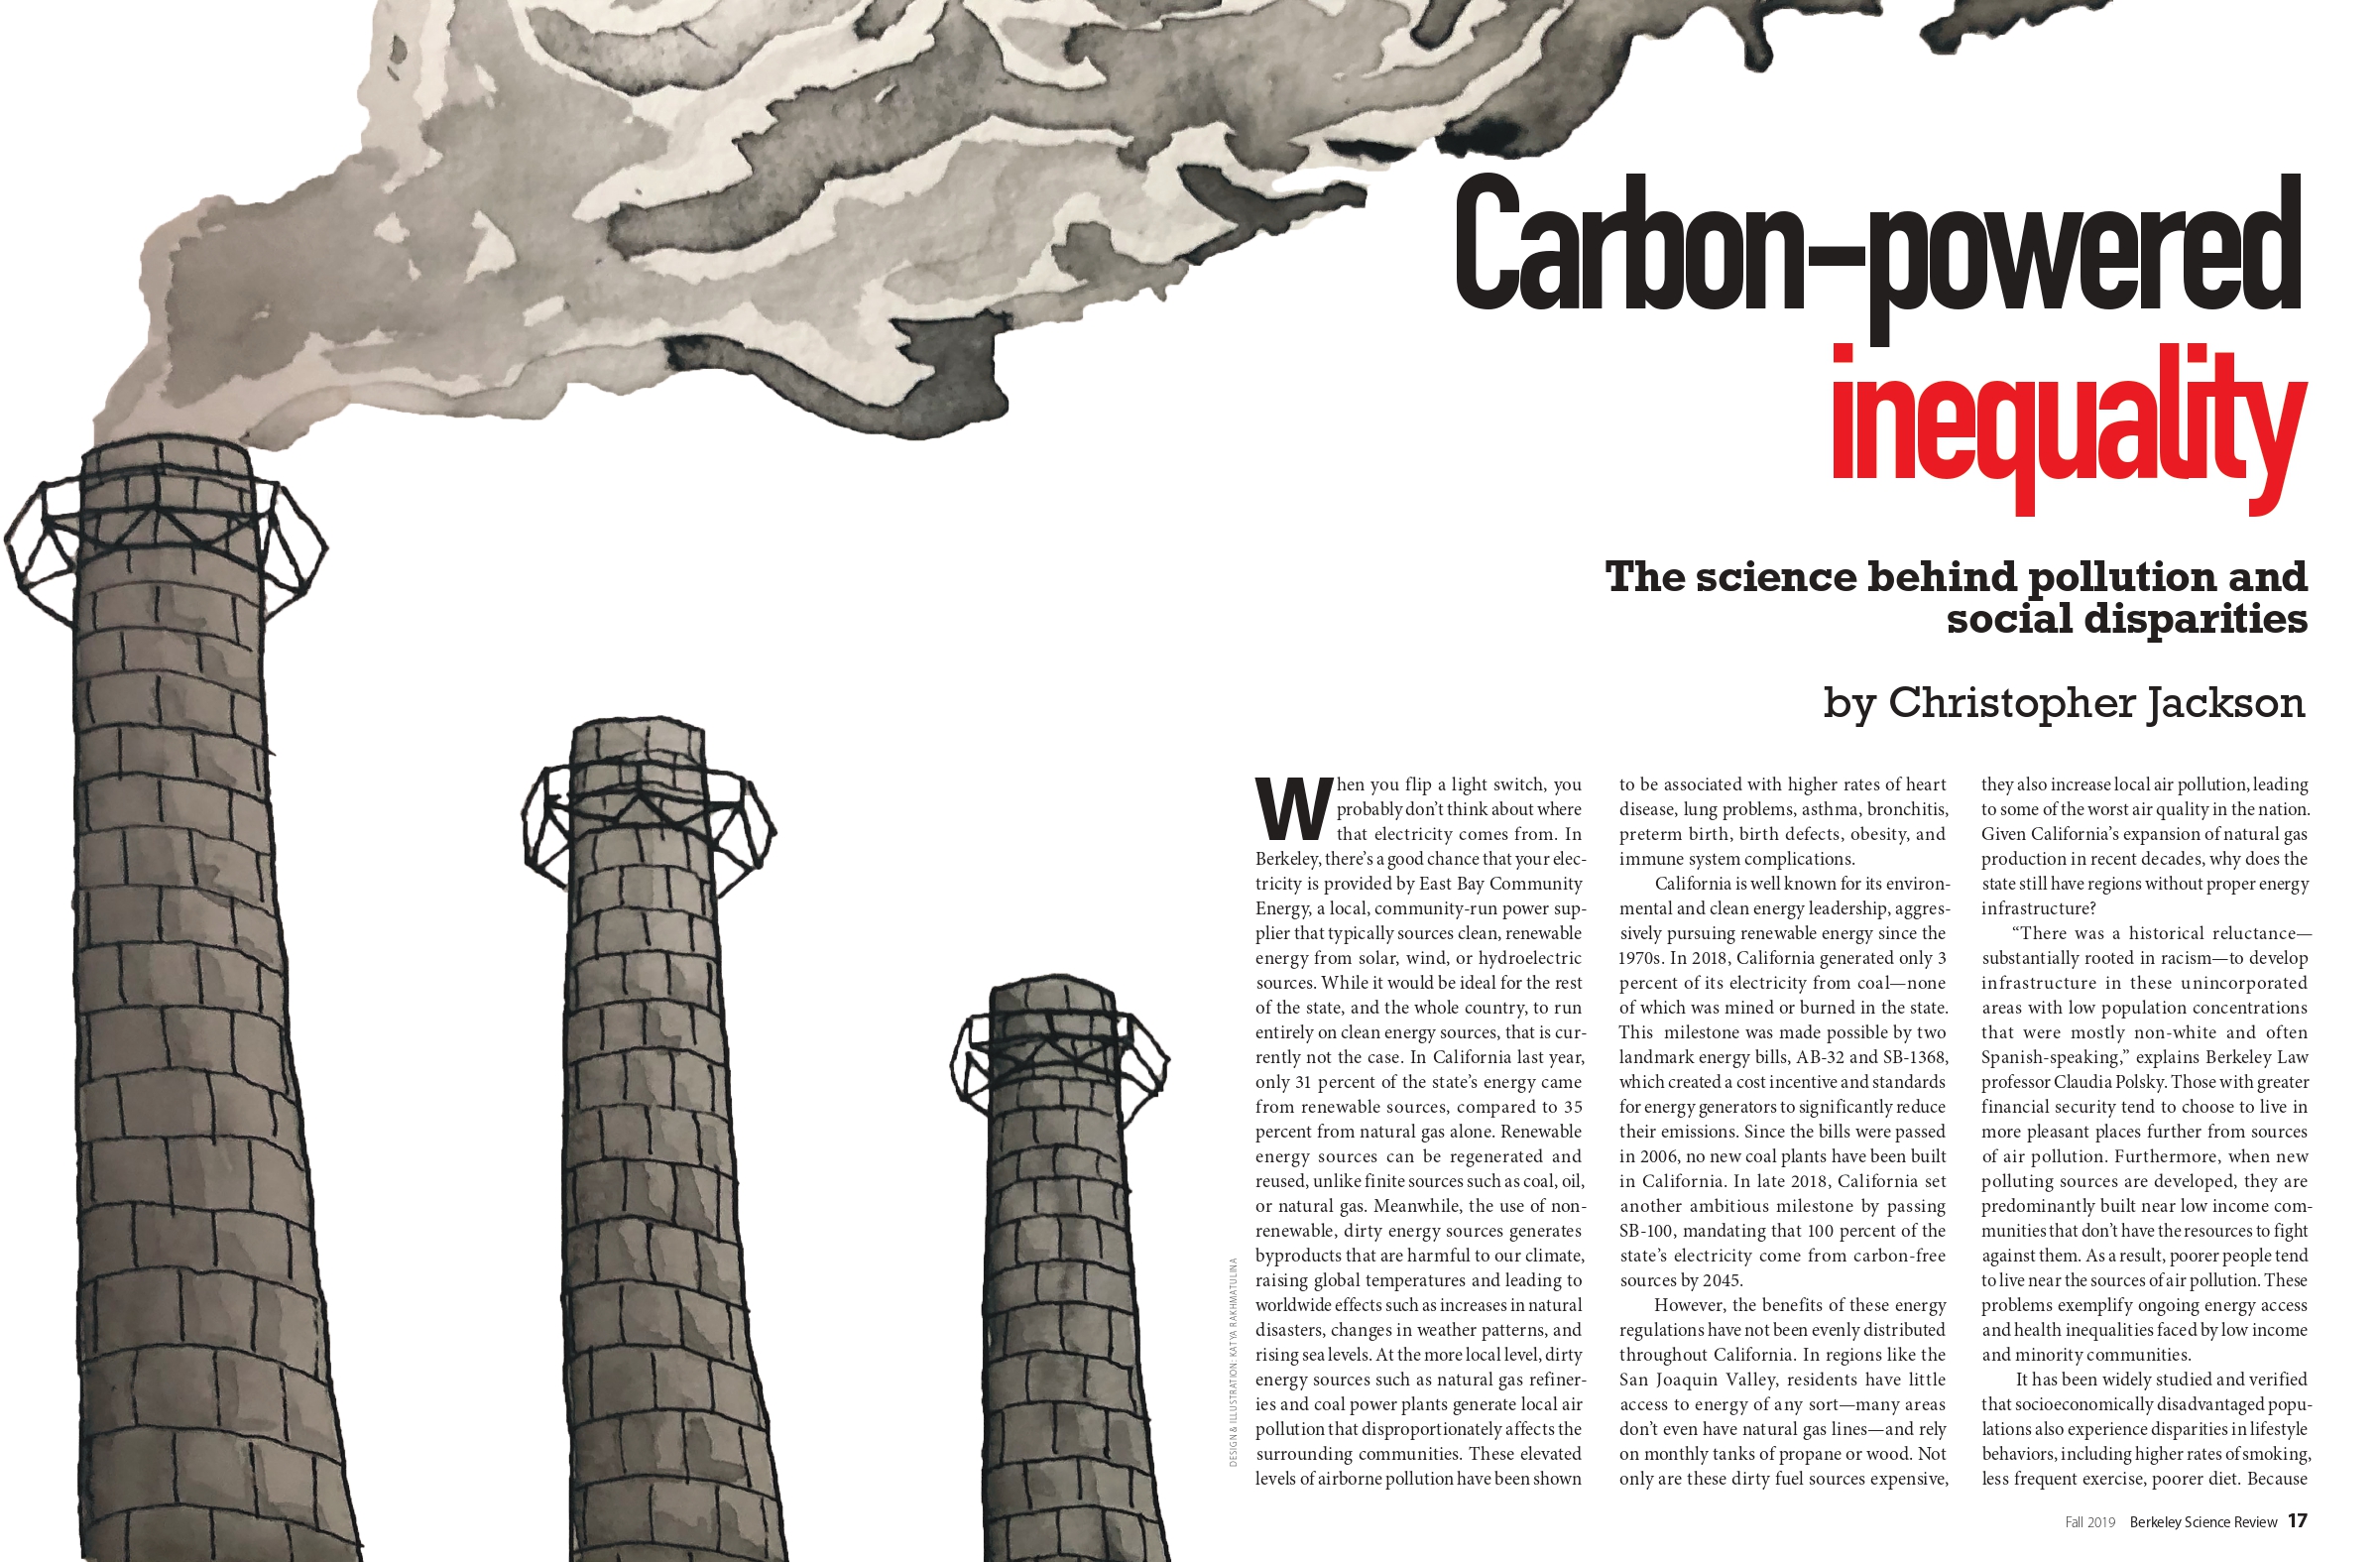 Carbon-powered
inequality
The science behind pollution and
social disparities
by Christopher Jackson
When you flip a light switch, you
probably don't think about where
that electricity comes from. In
Berkeley, there's a good chance that your elec-
tricity is provided by East Bay Community
Energy, a local, community-run power sup-
plier that typically sources clean, renewable
energy from solar, wind, or hydroelectric
sources. While it would be ideal for the rest
of the state, and the whole country, to run
entirely on clean energy sources, that is cur-
rently not the case. In California last year,
only 31 percent of the state's energy came
from renewable sources, compared to 35
percent from natural gas alone. Renewable
energy sources can be regenerated and
reused, unlike finite sources such as coal, oil,
or natural gas. Meanwhile, the use of non-
renewable, dirty energy sources generates
byproducts that are harmful to our climate,
raising global temperatures and leading to
worldwide effects such as increases in natural
disasters, changes in weather patterns, and
rising sea levels. At the more local level, dirty
energy sources such as natural gas refiner-
ies and coal power plants generate local air
pollution that disproportionately affects the
surrounding communities. These elevated
levels of airborne pollution have been shown
to be associated with higher rates of heart
disease, lung problems, asthma, bronchitis,
preterm birth, birth defects, obesity, and
immune system complications.
California is well known for its environ-
mental and clean energy leadership, aggres-
sively pursuing renewable energy since the
1970s. In 2018, California generated only 3
percent of its electricity from coal—none
of which was mined or burned in the state.
This milestone was made possible by two
landmark energy bills, AB-32 and SB-1368,
which created a cost incentive and standards
for energy generators to significantly reduce
their emissions. Since the bills were passed
in 2006, no new coal plants have been built
in California. In late 2018, California set
another ambitious milestone by passing
SB-100, mandating that 100 percent of the
state's electricity come from carbon-free
sources by 2045.
However, the benefits of these energy
regulations have not been evenly distributed
throughout California. In regions like the
San Joaquin Valley, residents have little
access to energy of any sort—many areas
don't even have natural gas lines—and rely
on monthly tanks of propane or wood. Not
only are these dirty fuel sources expensive,
they also increase local air pollution, leading
to some of the worst air quality in the nation.
Given California's expansion of natural gas
production in recent decades, why does the
state still have regions without proper energy
infrastructure?
"There was a historical reluctance—
substantially rooted in racism—to develop
infrastructure in these unincorporated
areas with low population concentrations
that were mostly non-white and often
Spanish-speaking," explains Berkeley Law
professor Claudia Polsky. Those with greater
financial security tend to choose to live in
more pleasant places further from sources
of air pollution. Furthermore, when new
polluting sources are developed, they are
predominantly built near low income com-
munities that don't have the resources to fight
against them. As a result, poorer people tend
to live near the sources of air pollution. These
problems exemplify ongoing energy access
and health inequalities faced by low income
and minority communities.
It has been widely studied and verified
that socioeconomically disadvantaged popu-
lations also experience disparities in lifestyle
behaviors, including higher rates of smoking,
less frequent exercise, poorer diet. Because
DESIGN & ILLUSTRATION: KATYA RAKHMATULINA
Fall 2019 Berkeley Science Review 17